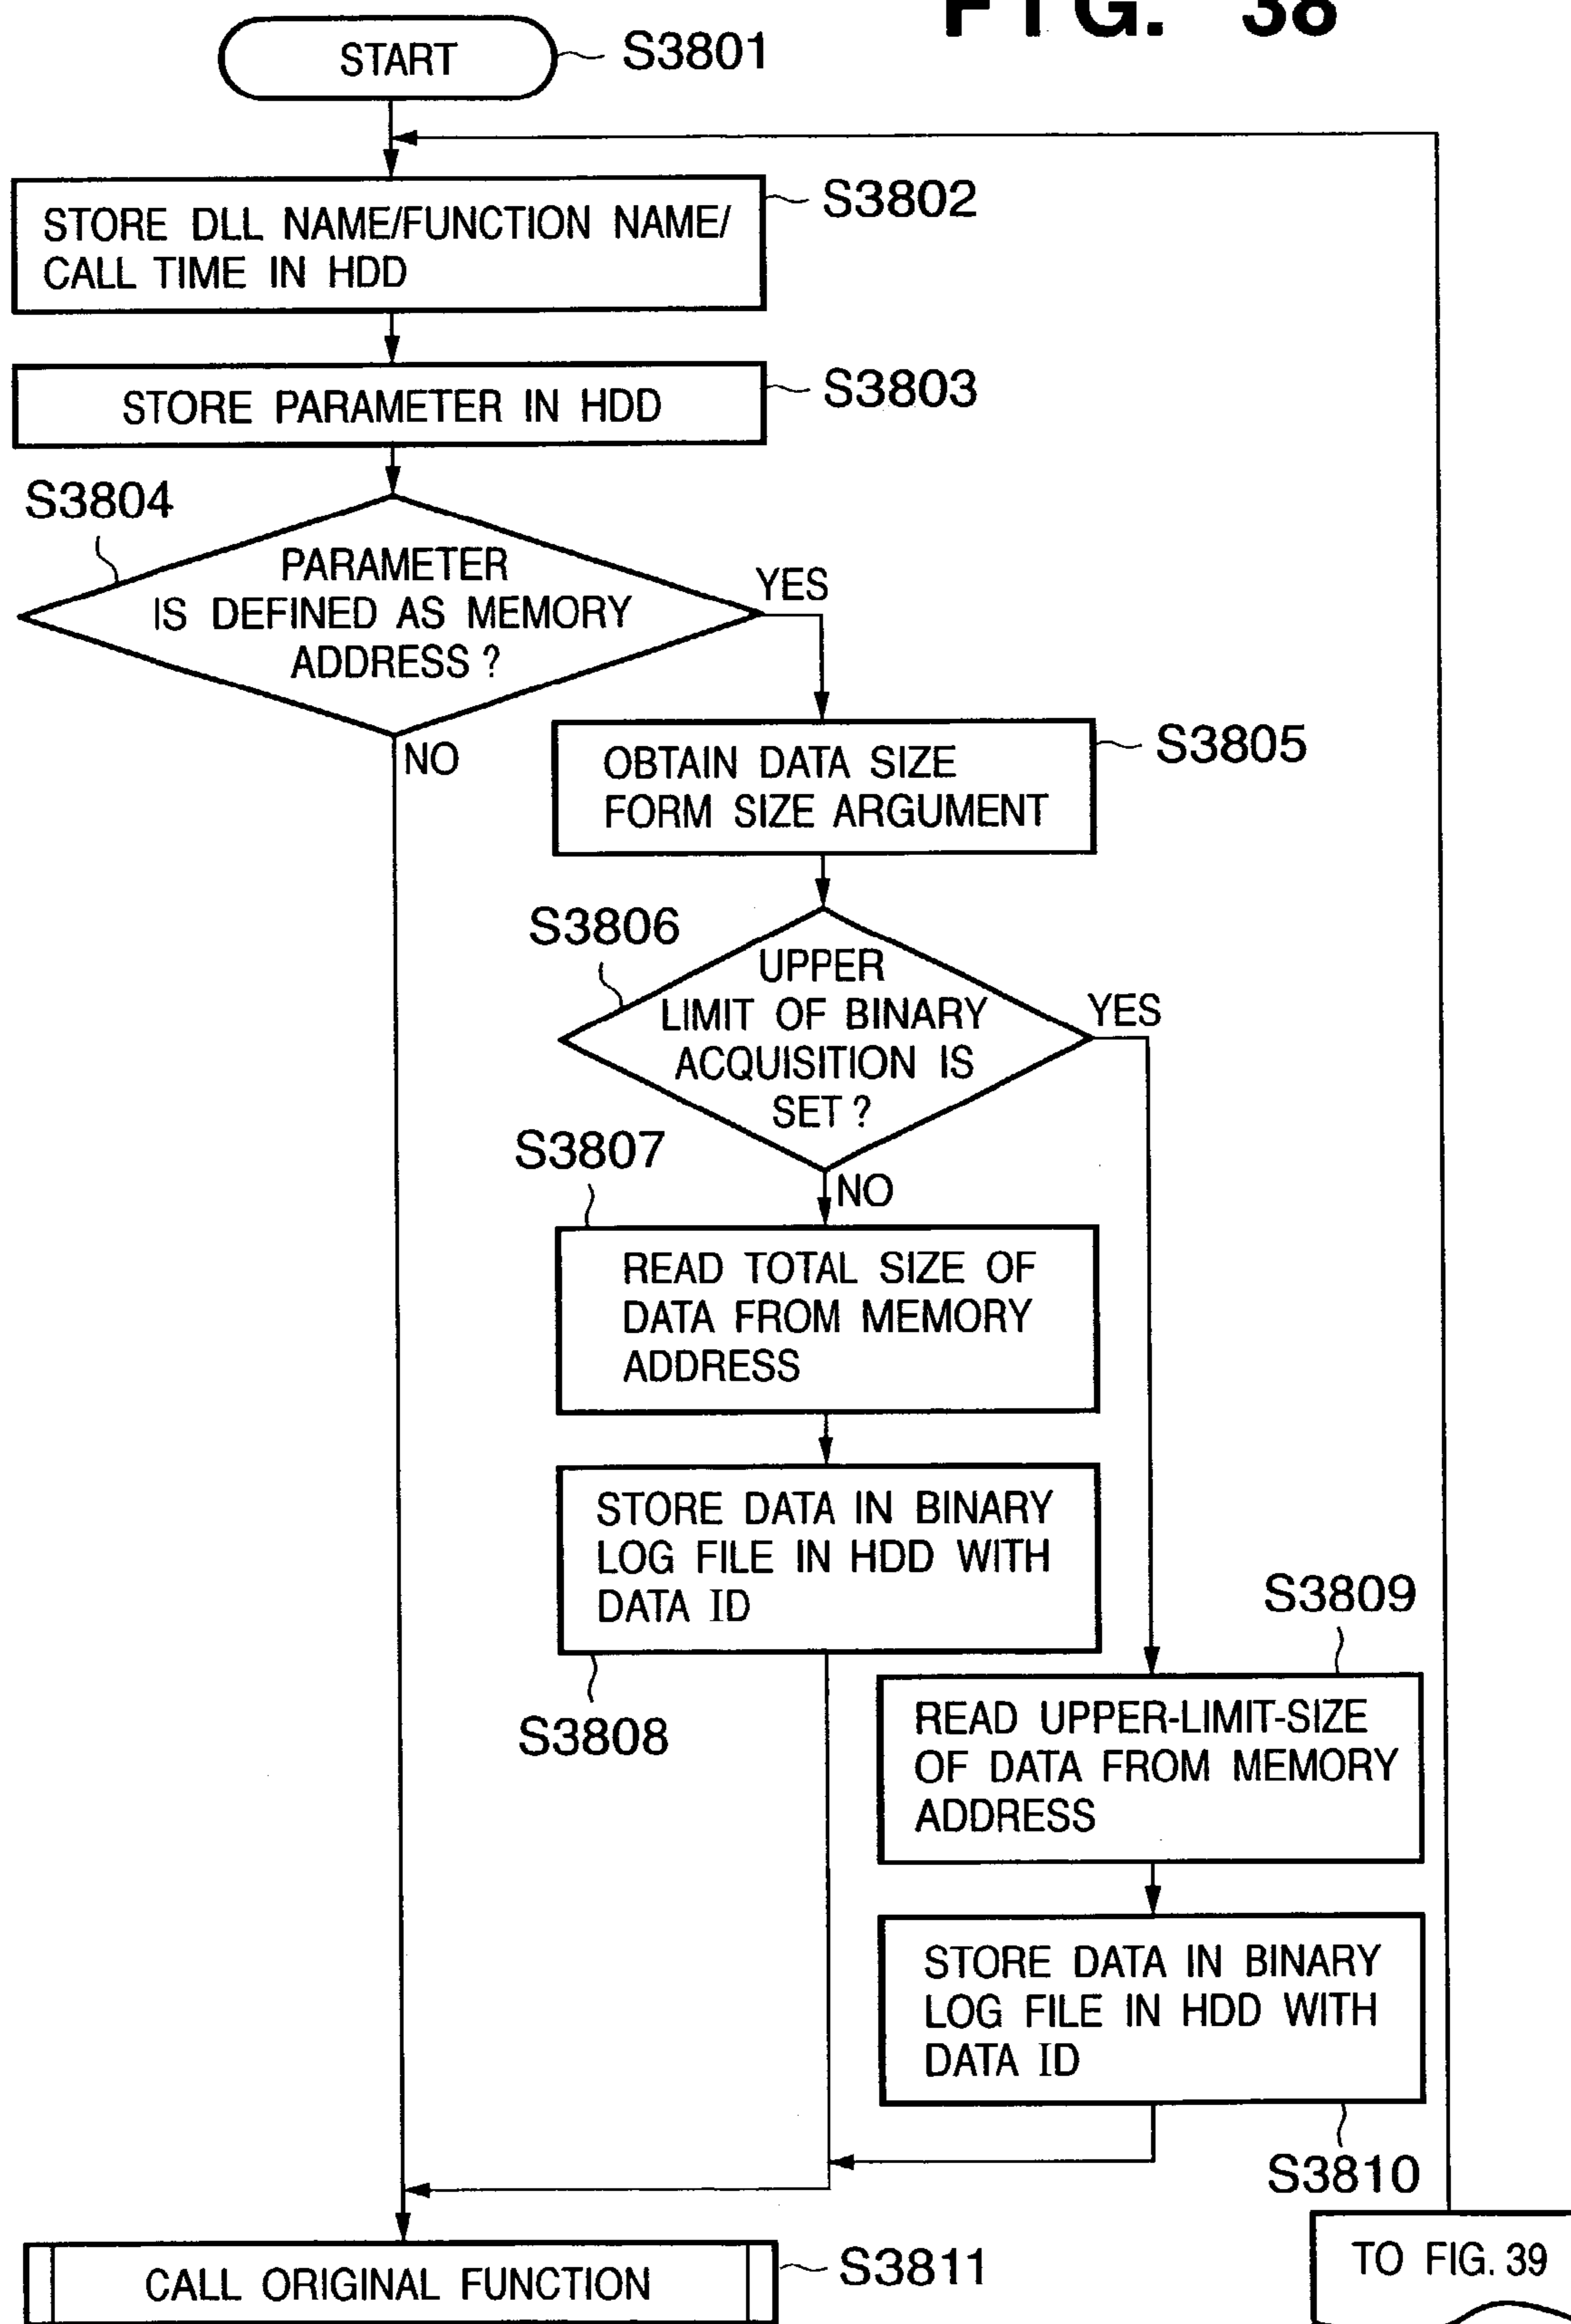 FIG. 38
START
S3801
S3802
STORE DLL NAME/FUNCTION NAME/
CALL TIME IN HDD
S3803
STORE PARAMETER IN HDD
S3804
PARAMETER
IS DEFINED AS MEMORY
ADDRESS ?
YES
NO
S3805
OBTAIN DATA SIZE
FORM SIZE ARGUMENT
S3806
UPPER
LIMIT OF BINARY
ACQUISITION IS
SET ?
YES
NO
S3807
READ TOTAL SIZE OF
DATA FROM MEMORY
ADDRESS
STORE DATA IN BINARY
LOG FILE IN HDD WITH
DATA ID
S3808
S3809
READ UPPER-LIMIT-SIZE
OF DATA FROM MEMORY
ADDRESS
STORE DATA IN BINARY
LOG FILE IN HDD WITH
DATA ID
S3810
CALL ORIGINAL FUNCTION
S3811
TO FIG. 39